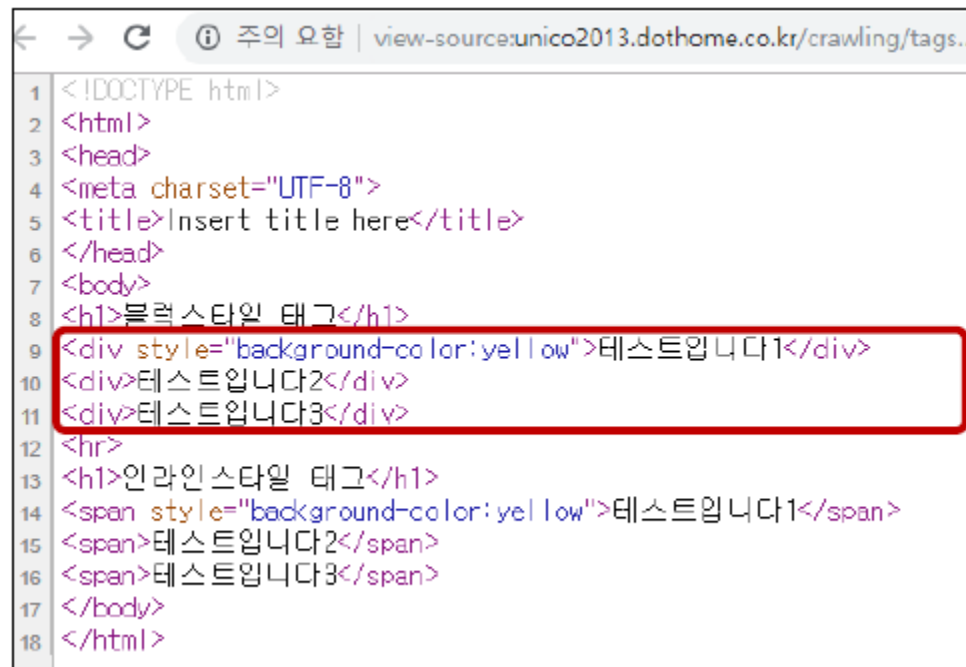 주의 요함 | view-source:unico2013.dothome.co.kr/crawling/tags..
1 <!DOCTYPE html>
2 <html>
3 <head>
4 <meta charset="UTF-8">
5 <title>Insert title here</title>
6 </head>
7 <body>
8 <h1>블럭스타일 태그</h1>
9 <div style="background-color:yellow">테스트입니다1</div>
10 <div>테스트입니다2</div>
11 <div>테스트입니다3</div>
12 <hr>
13 <h1>인라인스타일 태그</h1>
14 <span style="background-color:yellow">테스트입니다1</span>
15 <span>테스트입니다2</span>
16 <span>테스트입니다3</span>
17 </body>
18 </html>